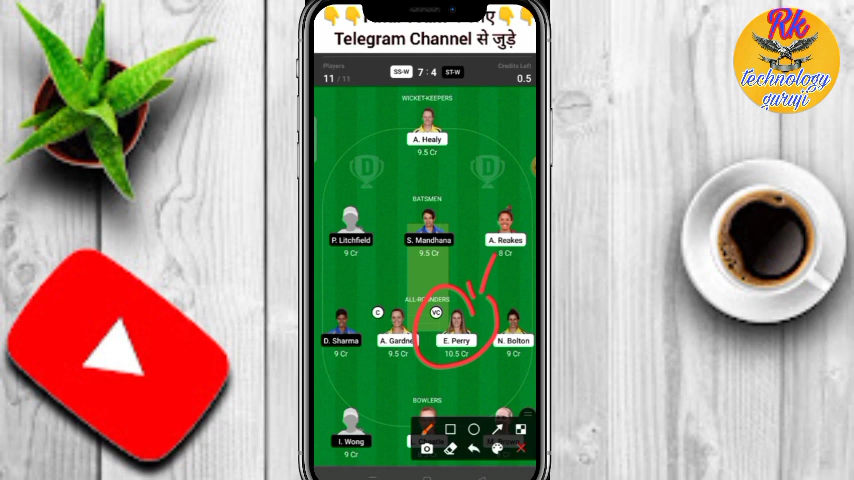 Telegram Channel से जुड़े
Rk
technology
guruji
Players
11 / 11
SS-W 7 : 4 ST-W
Credits Left
0.5
WICKET-KEEPERS
A. Healy
9.5 Cr
BATSMEN
P. Litchfield
S. Mandhana
A. Reakes
9 Cr
9.5 Cr
8 Cr
ALL-ROUNDERS
C
VC
D. Sharma
E. Perry
N. Bolton
9 Cr
9.5 Cr
10.5 Cr
9 Cr
BOWLERS
I. Wong
9 Cr